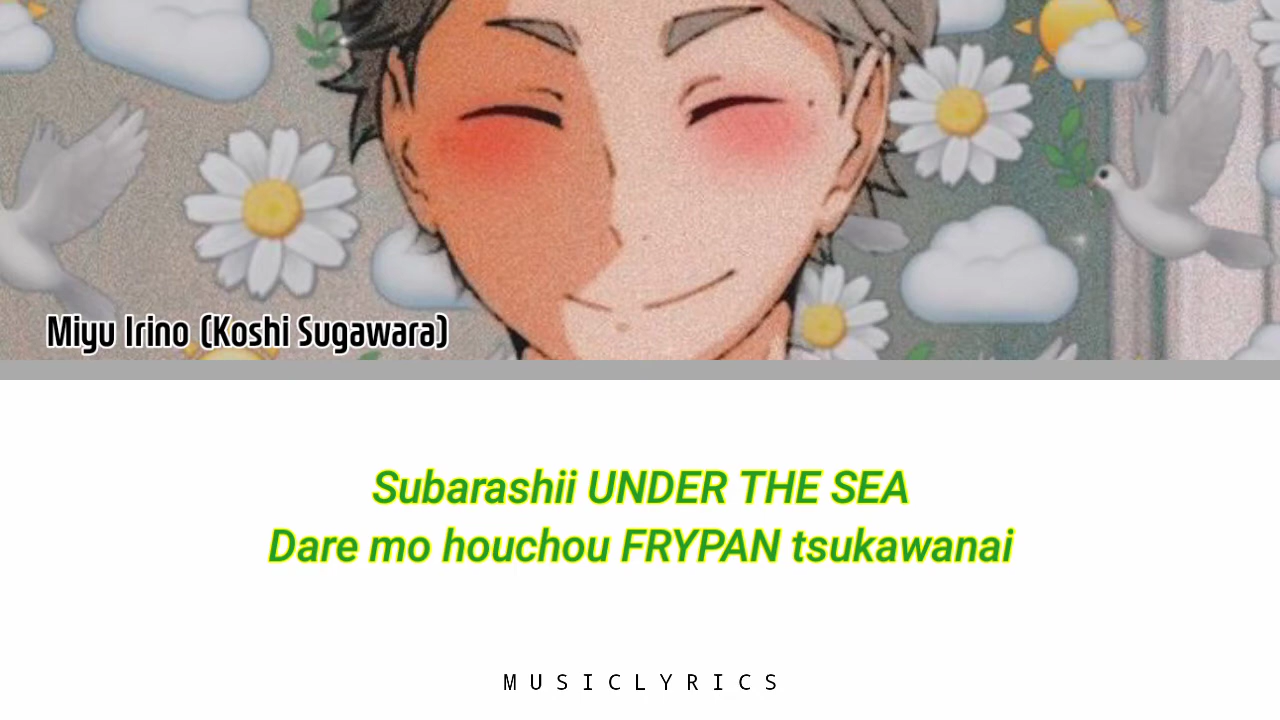 Miyu Irino (Koshi Sugawara)
Subarashii UNDER THE SEA
Dare mo houchou FRYPAN tsukawanai
MUSICLYRICS